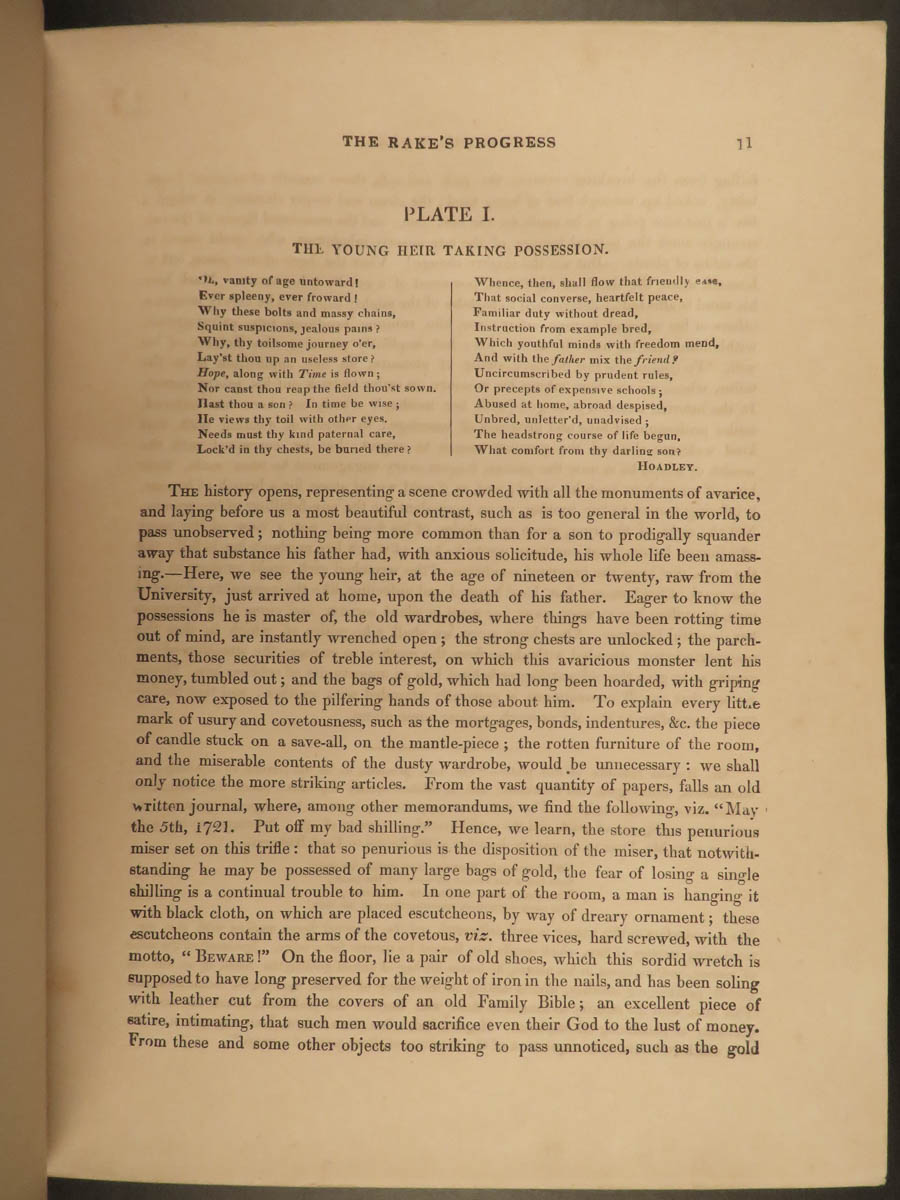 THE RAKE'S PROGRESS 11
PLATE I.
THE YOUNG HEIR TAKING POSSESSION.
Oh, vanity of age untoward!
Ever spleeny, ever froward!
Why these bolts and massy chains,
Squint suspicions, jealous pains?
Why, thy toilsome journey o'er,
Lay'st thou up an useless store?
Hope, along with Time is flown;
Nor canst thou reap the field thou'st sown.
Hast thou a son? In time be wise;
He views thy toil with other eyes.
Needs must thy kind paternal care,
Lock'd in thy chests, be buried there?
Whence, then, shall flow that friendly ease,
That social converse, heartfelt peace,
Familiar duty without dread,
Instruction from example bred,
Which youthful minds with freedom mend,
And with the father mix the friend?
Uncircumscribed by prudent rules,
Or precepts of expensive schools;
Abused at home, abroad despised,
Unbred, unletter'd, unadvised;
The headstrong course of life begun,
What comfort from thy darling son?
HOADLEY.
THE history opens, representing a scene crowded with all the monuments of avarice,
and laying before us a most beautiful contrast, such as is too general in the world, to
pass unobserved; nothing being more common than for a son to prodigally squander
away that substance his father had, with anxious solicitude, his whole life been amass-
ing.—Here, we see the young heir, at the age of nineteen or twenty, raw from the
University, just arrived at home, upon the death of his father. Eager to know the
possessions he is master of, the old wardrobes, where things have been rotting time
out of mind, are instantly wrenched open; the strong chests are unlocked; the parch-
ments, those securities of treble interest, on which this avaricious monster lent his
money, tumbled out; and the bags of gold, which had long been hoarded, with griping
care, now exposed to the pilfering hands of those about him. To explain every little
mark of usury and covetousness, such as the mortgages, bonds, indentures, &c. the piece
of candle stuck on a save-all, on the mantle-piece; the rotten furniture of the room,
and the miserable contents of the dusty wardrobe, would be unnecessary: we shall
only notice the more striking articles. From the vast quantity of papers, falls an old
written journal, where, among other memorandums, we find the following, viz. "May
the 5th, 1721. Put off my bad shilling." Hence, we learn, the store this penurious
miser set on this trifle: that so penurious is the disposition of the miser, that notwith-
standing he may be possessed of many large bags of gold, the fear of losing a single
shilling is a continual trouble to him. In one part of the room, a man is hanging it
with black cloth, on which are placed escutcheons, by way of dreary ornament; these
escutcheons contain the arms of the covetous, viz. three vices, hard screwed, with the
motto, "BEWARE!" On the floor, lie a pair of old shoes, which this sordid wretch is
supposed to have long preserved for the weight of iron in the nails, and has been soling
with leather cut from the covers of an old Family Bible; an excellent piece of
satire, intimating, that such men would sacrifice even their God to the lust of money.
From these and some other objects too striking to pass unnoticed, such as the gold